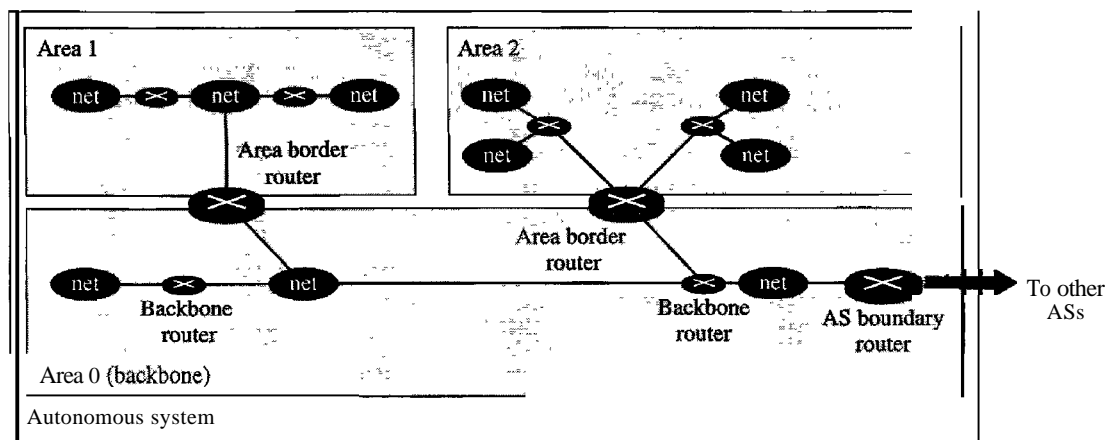 Area 1
Area 2
net
net
net
net
net
net
net
Area border
router
Area border
router
net
net
net
Backbone
router
Backbone
router
AS boundary
router
To other
ASs
Area 0 (backbone)
Autonomous system